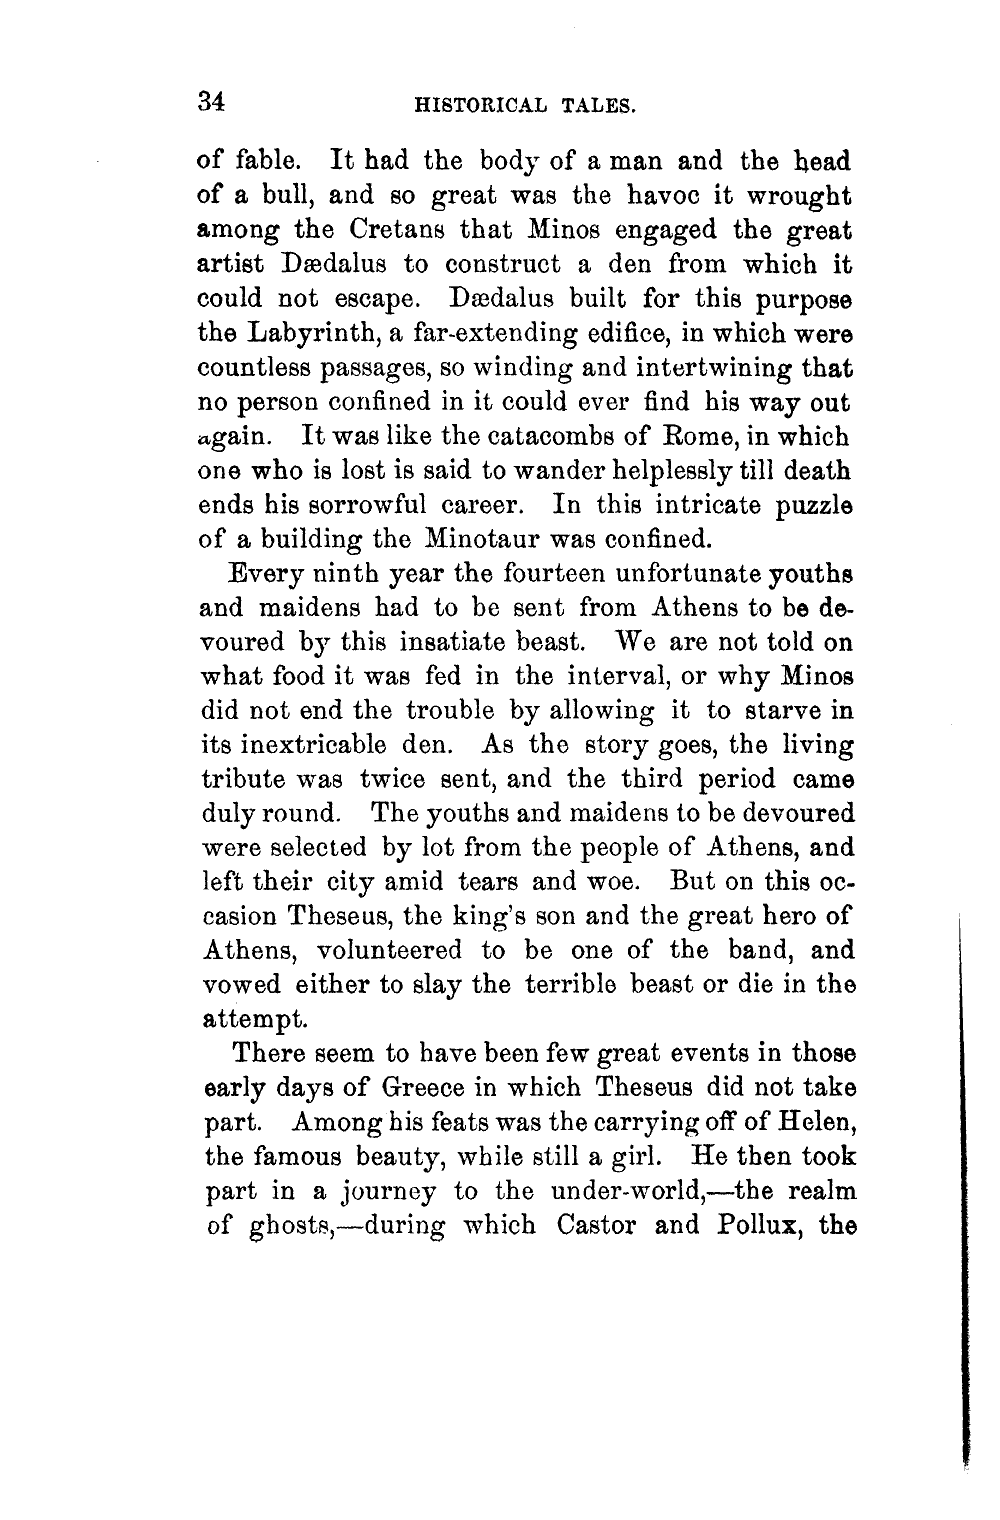 34 HISTORICAL TALES.
of fable. It had the body of a man and the head
of a bull, and so great was the havoc it wrought
among the Cretans that Minos engaged the great
artist Dædalus to construct a den from which it
could not escape. Dædalus built for this purpose
the Labyrinth, a far-extending edifice, in which were
countless passages, so winding and intertwining that
no person confined in it could ever find his way out
again. It was like the catacombs of Rome, in which
one who is lost is said to wander helplessly till death
ends his sorrowful career. In this intricate puzzle
of a building the Minotaur was confined.
Every ninth year the fourteen unfortunate youths
and maidens had to be sent from Athens to be de-
voured by this insatiate beast. We are not told on
what food it was fed in the interval, or why Minos
did not end the trouble by allowing it to starve in
its inextricable den. As the story goes, the living
tribute was twice sent, and the third period came
duly round. The youths and maidens to be devoured
were selected by lot from the people of Athens, and
left their city amid tears and woe. But on this oc-
casion Theseus, the king's son and the great hero of
Athens, volunteered to be one of the band, and
vowed either to slay the terrible beast or die in the
attempt.
There seem to have been few great events in those
early days of Greece in which Theseus did not take
part. Among his feats was the carrying off of Helen,
the famous beauty, while still a girl. He then took
part in a journey to the under-world,—the realm
of ghosts,—during which Castor and Pollux, the